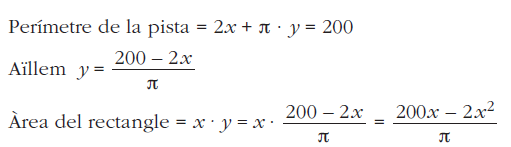 Perímetre de la pista = 2x + π · y = 200
Aïllem y = (200 – 2x)/π
Àrea del rectangle = x · y = x · (200 – 2x)/π = (200x – 2x²)/π